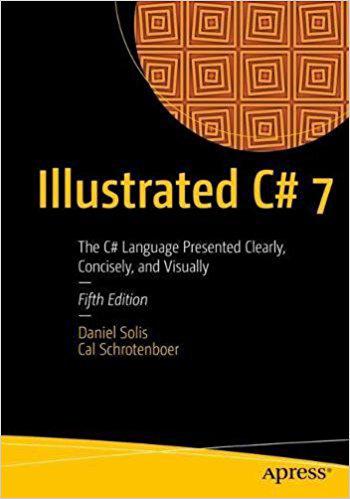 Illustrated C# 7
The C# Language Presented Clearly,
Concisely, and Visually
—
Fifth Edition
—
Daniel Solis
Cal Schrotenboer
Apress®